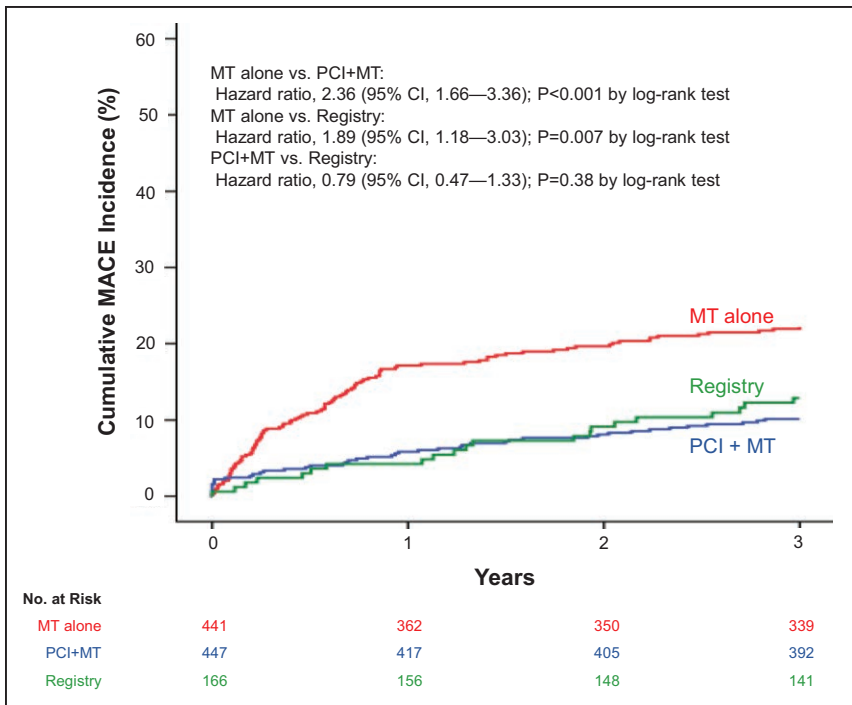 60
50
40
30
20
10
0
Cumulative MACE Incidence (%)
MT alone vs. PCI+MT:
Hazard ratio, 2.36 (95% CI, 1.66—3.36); P<0.001 by log-rank test
MT alone vs. Registry:
Hazard ratio, 1.89 (95% CI, 1.18—3.03); P=0.007 by log-rank test
PCI+MT vs. Registry:
Hazard ratio, 0.79 (95% CI, 0.47—1.33); P=0.38 by log-rank test
MT alone
Registry
PCI + MT
0 1 2 3
Years
No. at Risk
MT alone 441 362 350 339
PCI+MT 447 417 405 392
Registry 166 156 148 141